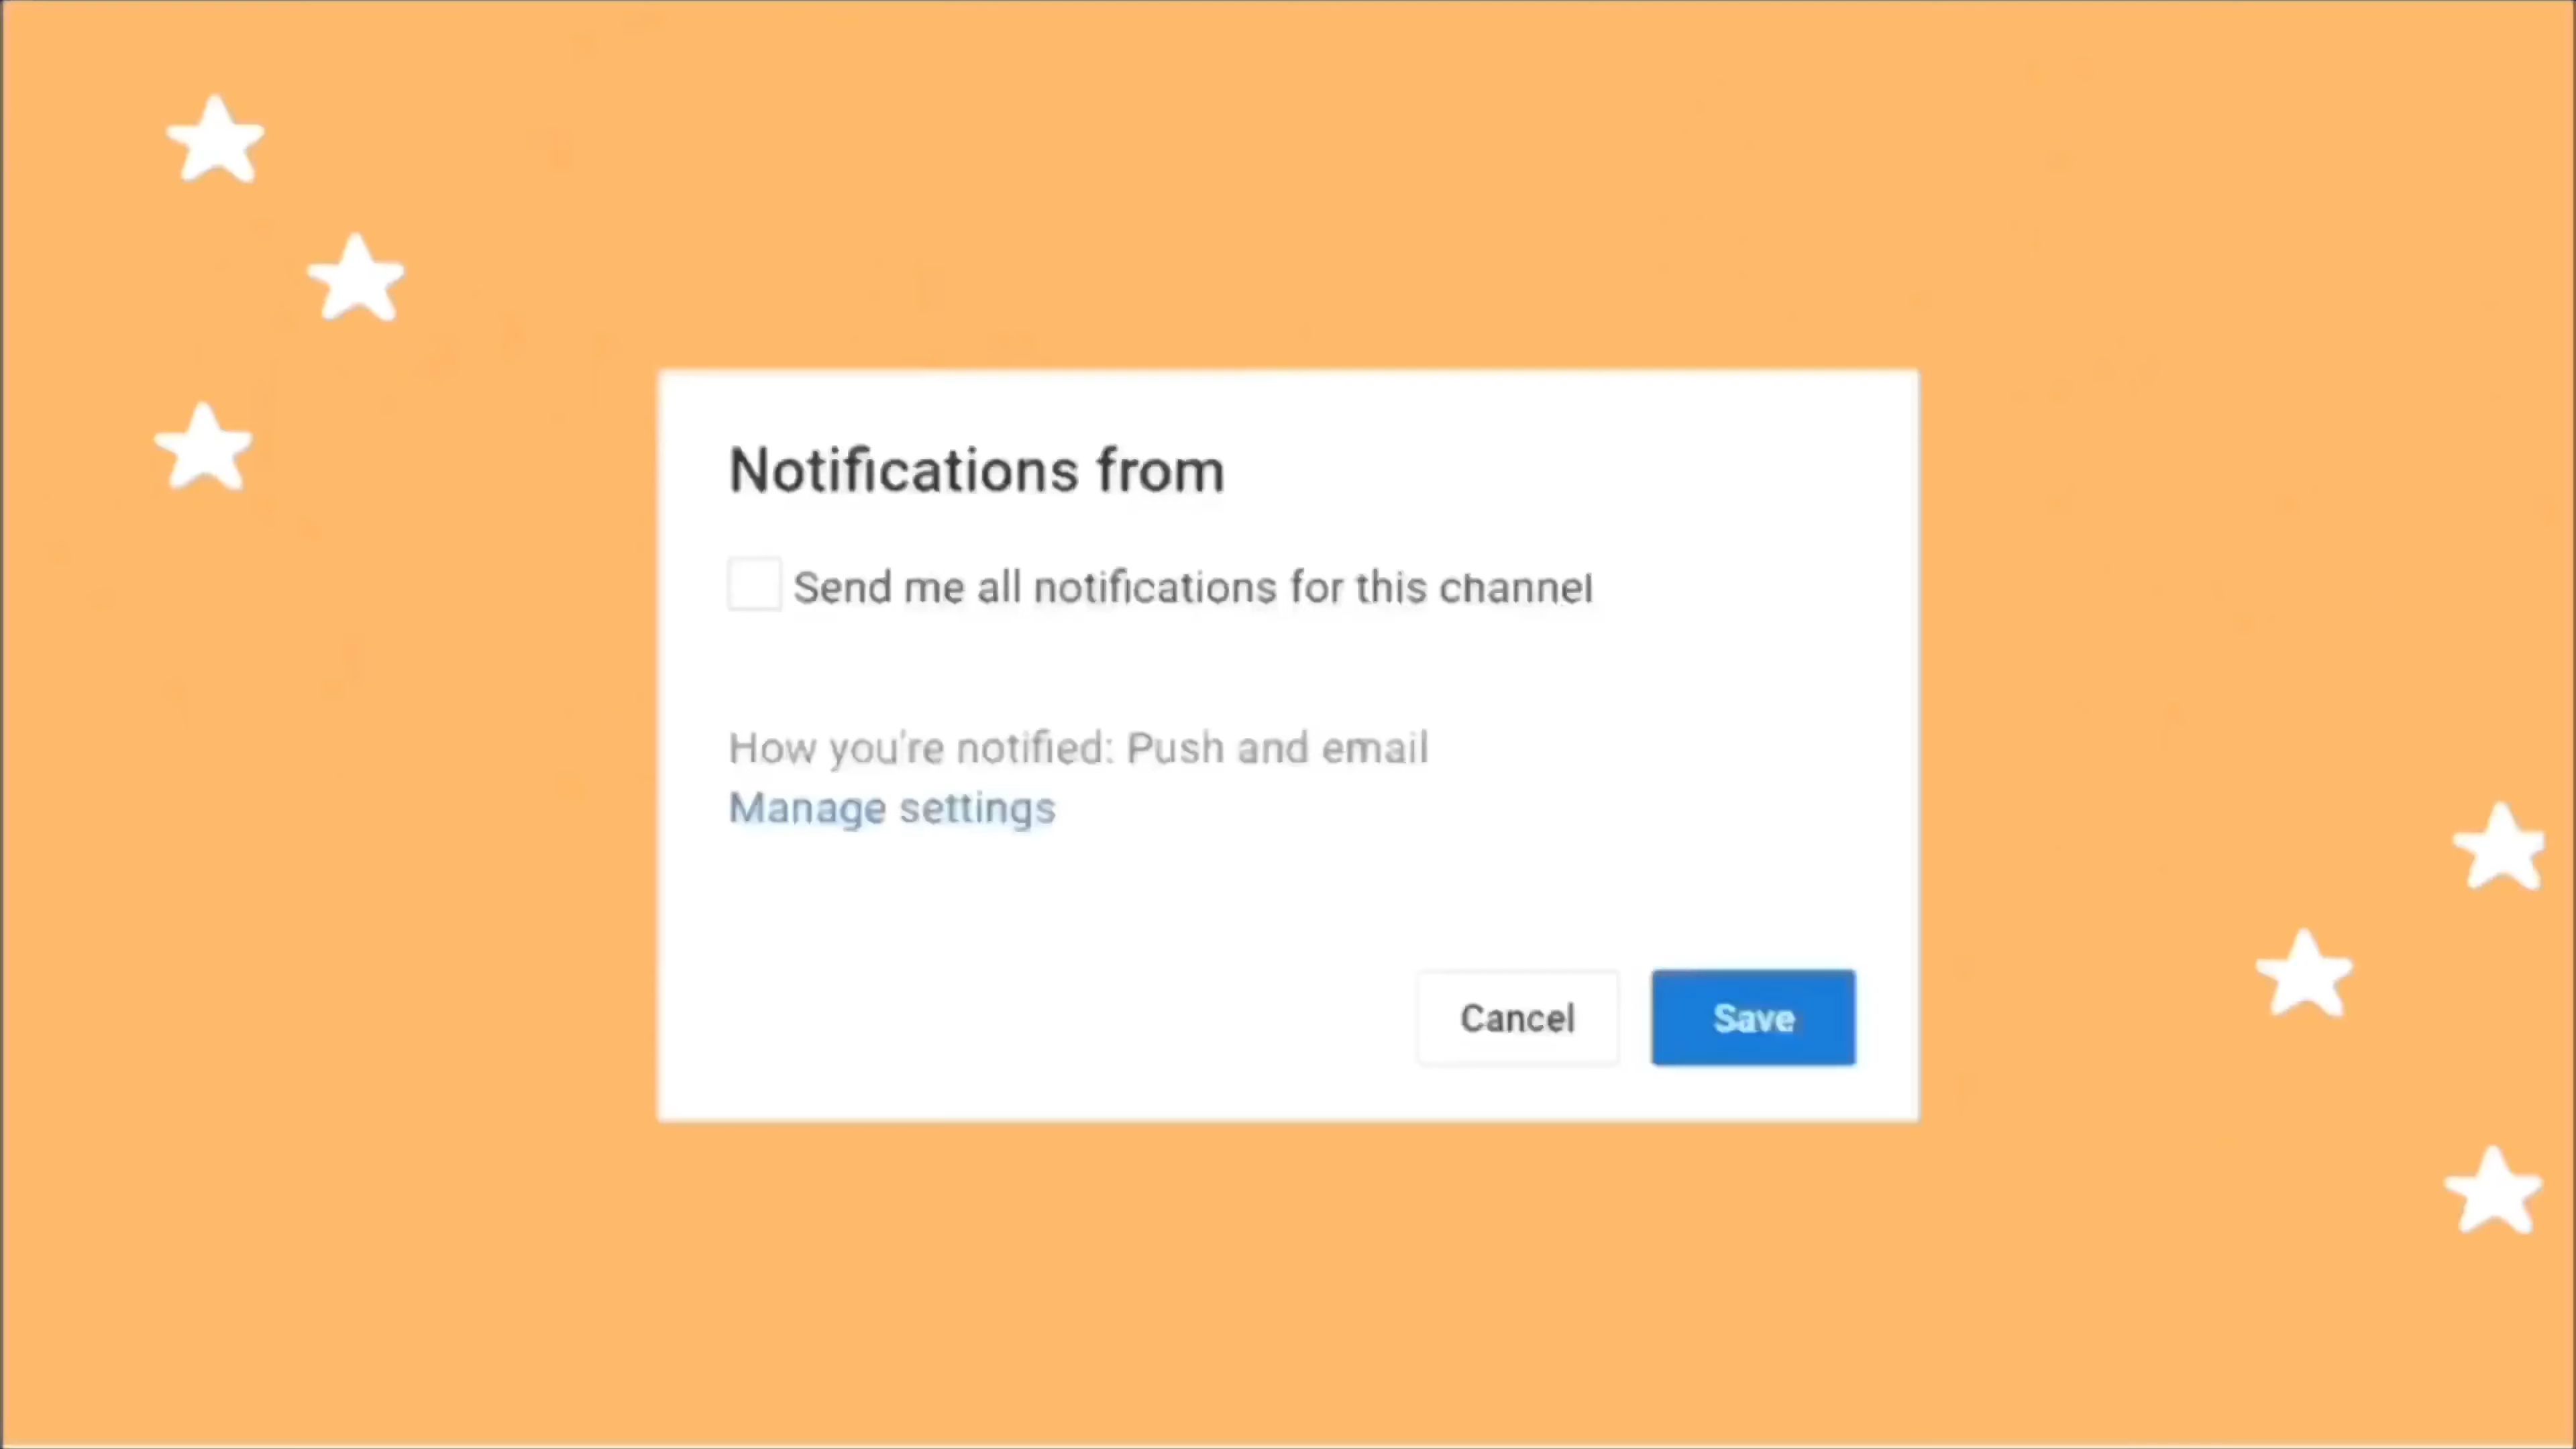 Notifications from
Send me all notifications for this channel
How you're notified: Push and email
Manage settings
Cancel
Save